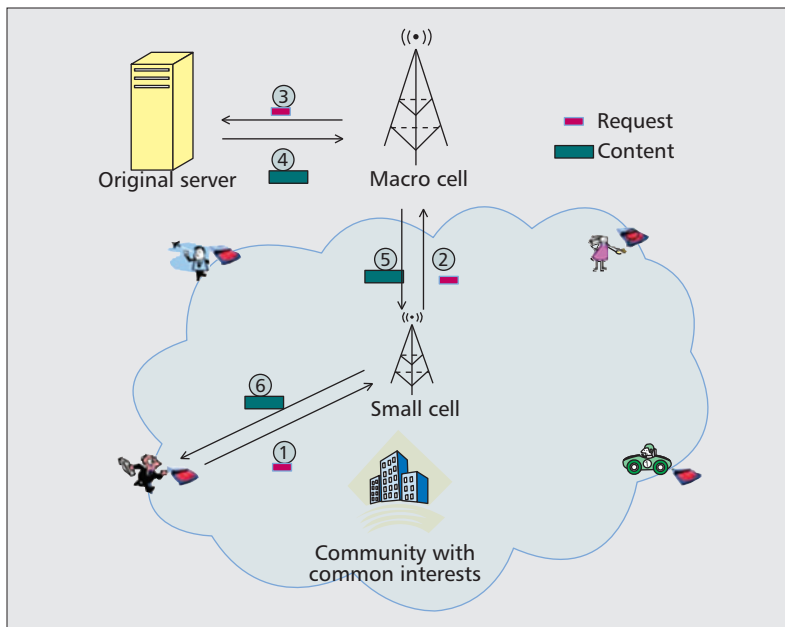 ③
Request
④
Content
Original server
Macro cell
⑤
②
⑥
Small cell
①
Community with
common interests